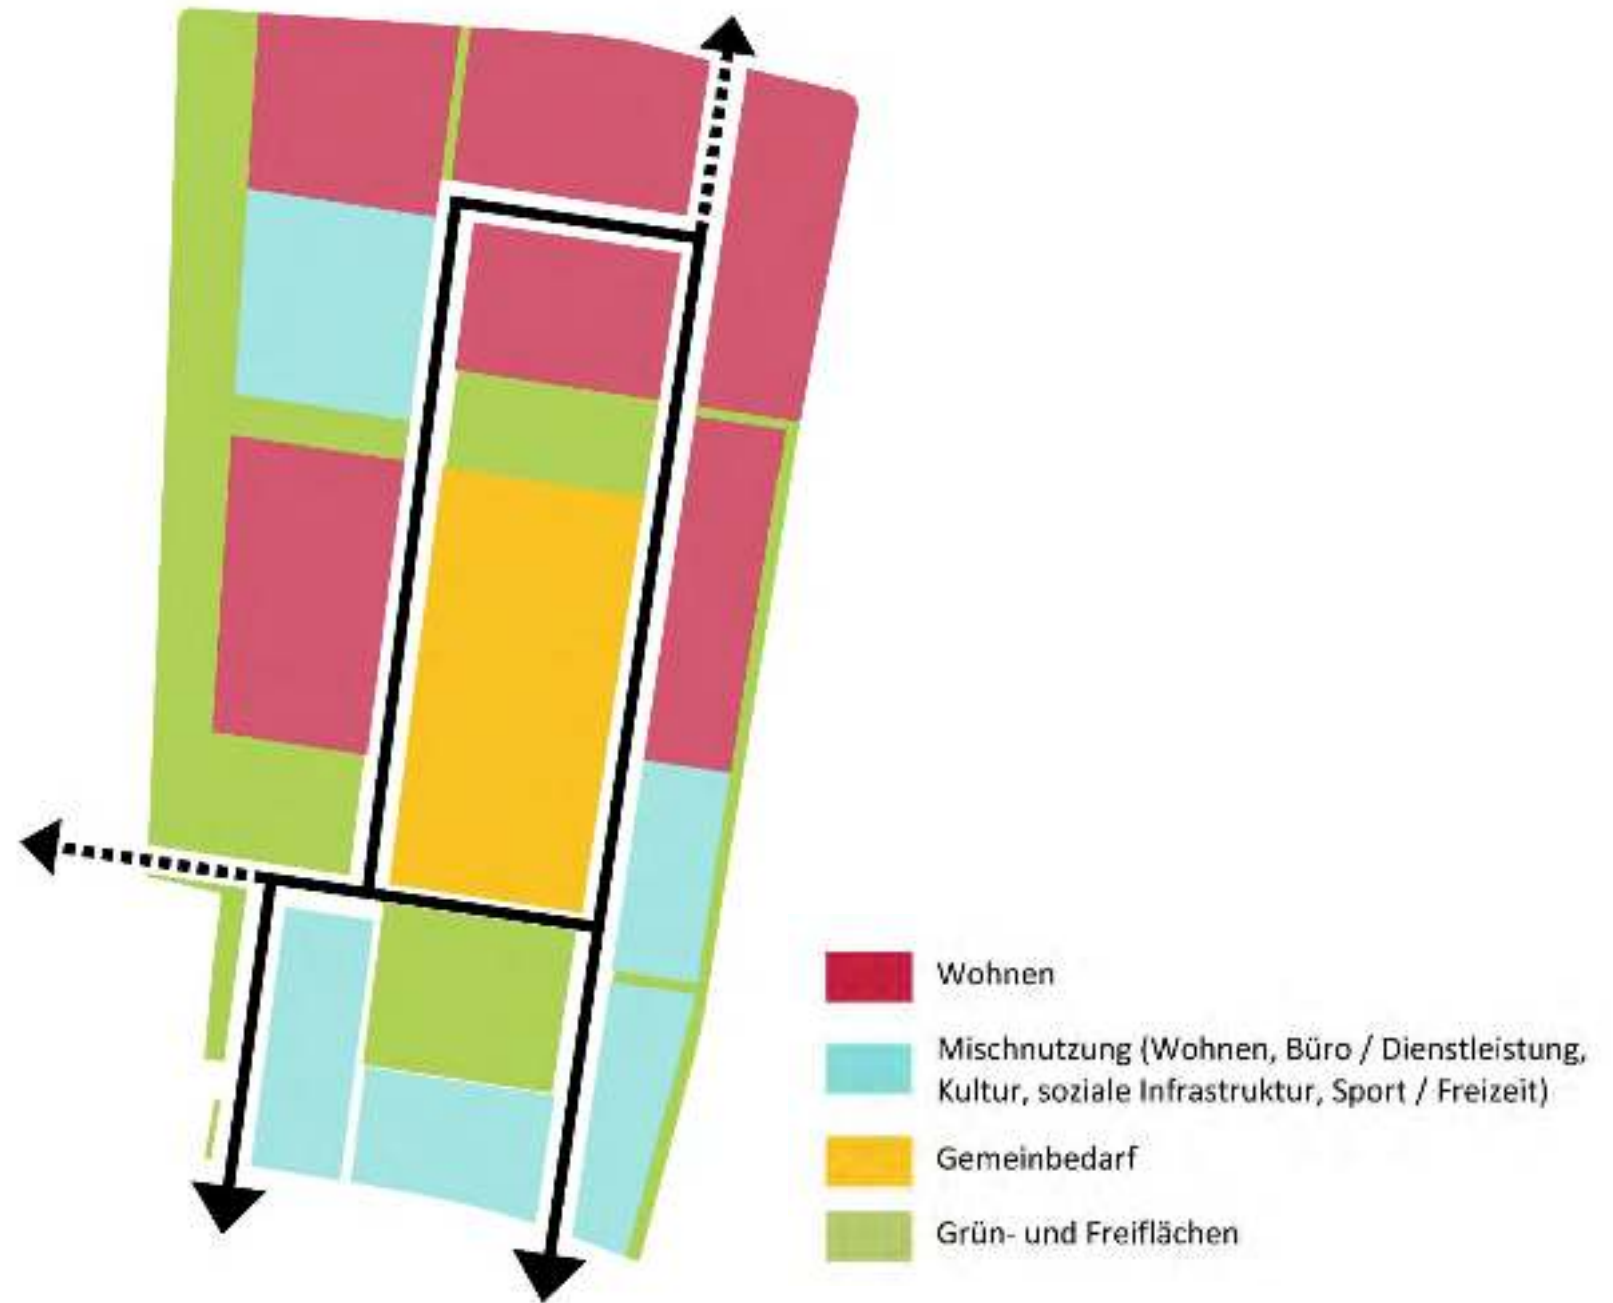 Wohnen
Mischnutzung (Wohnen, Büro / Dienstleistung,
Kultur, soziale Infrastruktur, Sport / Freizeit)
Gemeinbedarf
Grün- und Freiflächen